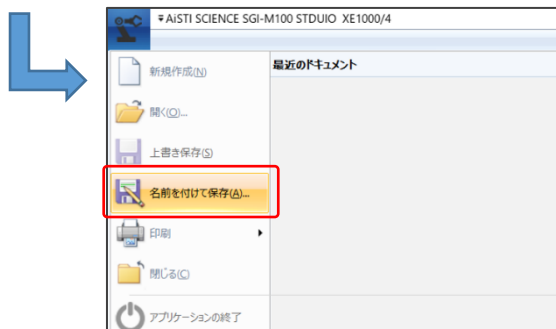 AiSTI SCIENCE SGI-M100 STDUIO XE1000/4
最近のドキュメント
新規作成(N)
開く(O)...
上書き保存(S)
名前を付けて保存(A)...
印刷
閉じる(C)
アプリケーションの終了